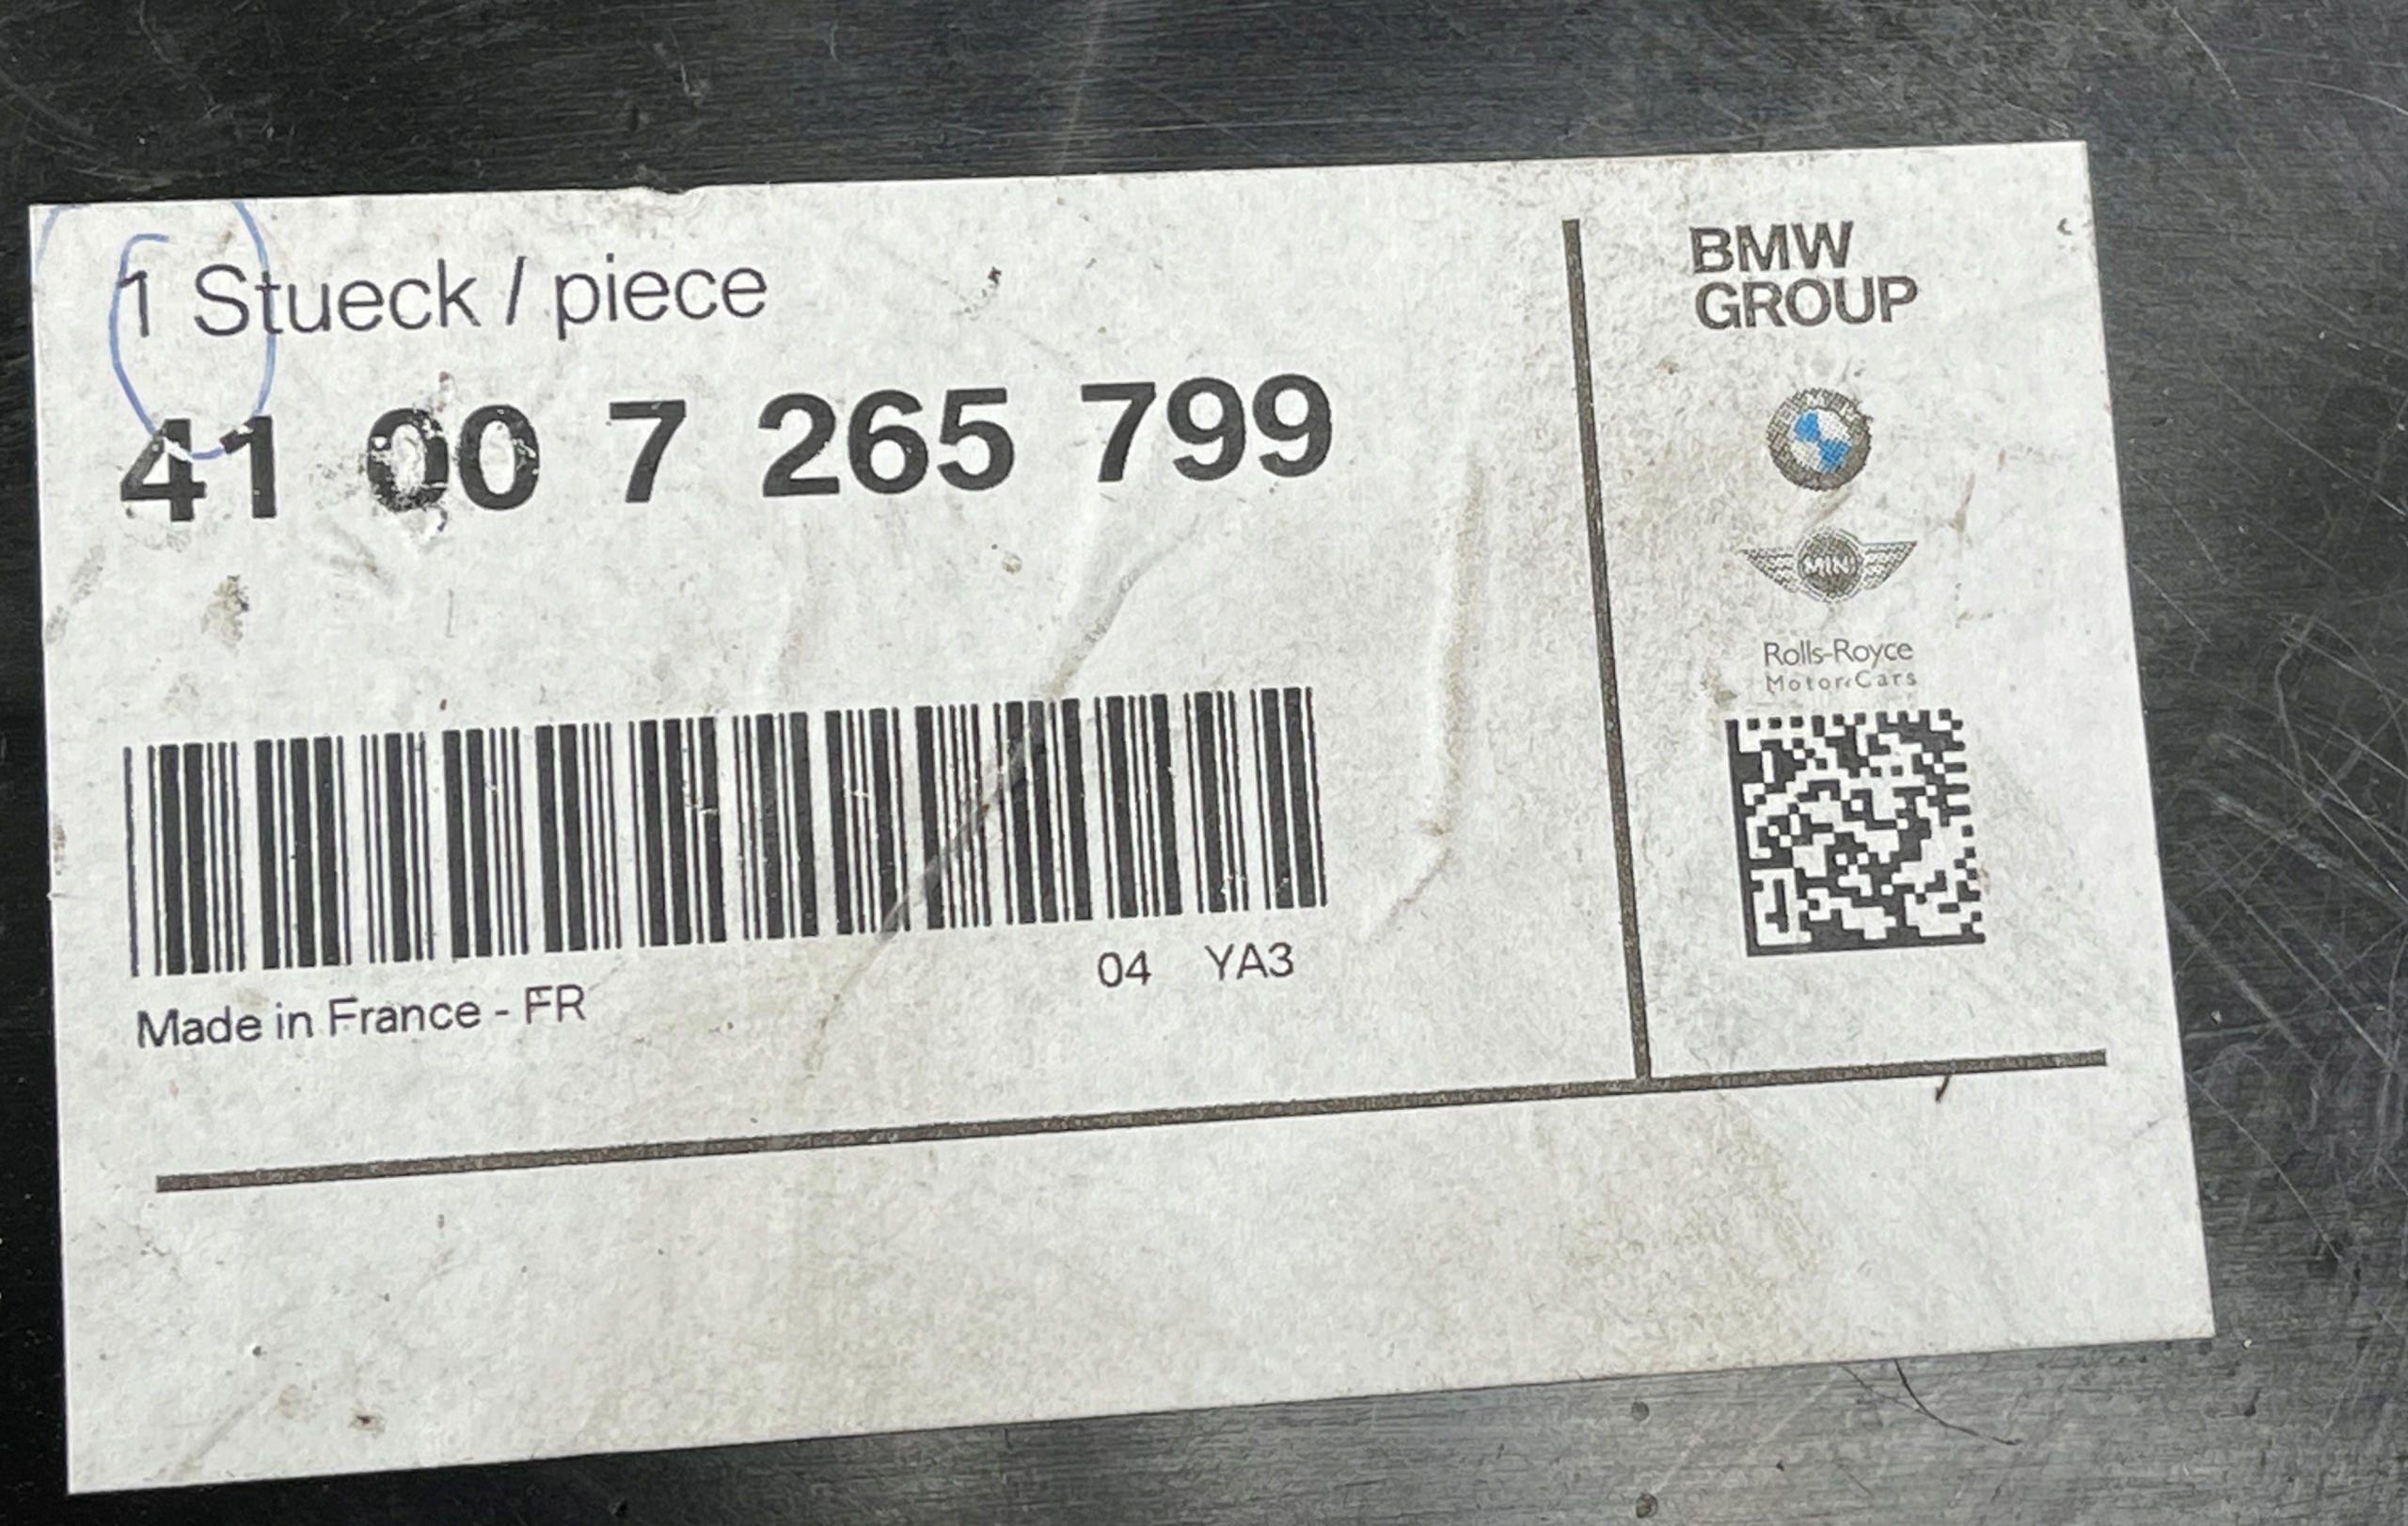 1 Stueck / piece
41 00 7 265 799
04 YA3
Made in France - FR
BMW
GROUP
MINI
Rolls-Royce
Motor Cars